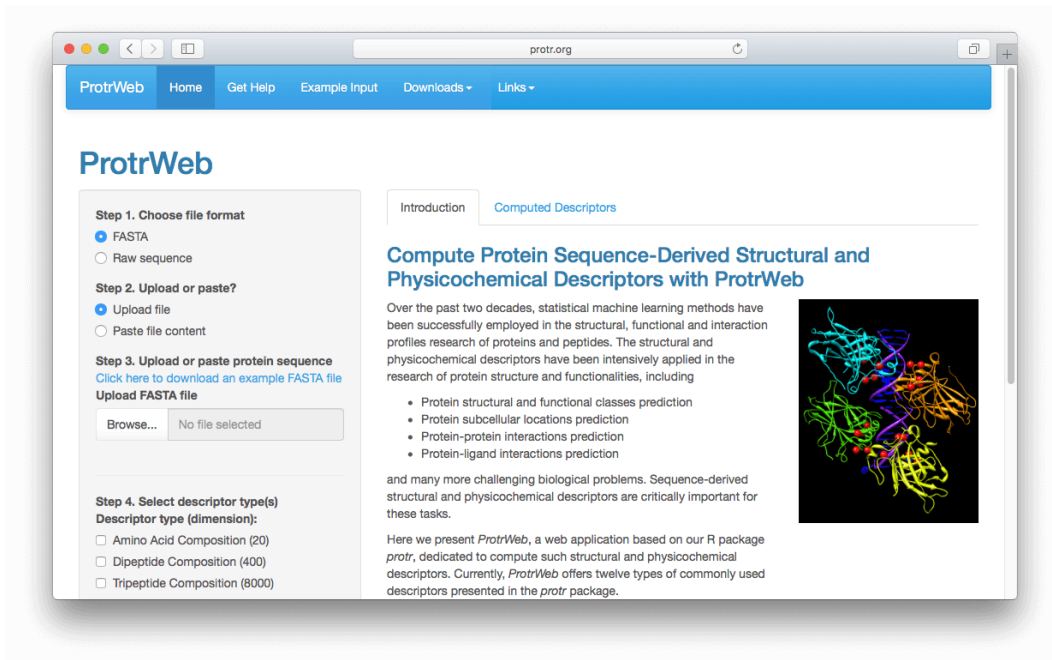 protr.org
ProtrWeb Home Get Help Example Input Downloads Links
ProtrWeb
Step 1. Choose file format
FASTA
Raw sequence
Step 2. Upload or paste?
Upload file
Paste file content
Step 3. Upload or paste protein sequence
Click here to download an example FASTA file
Upload FASTA file
Browse... No file selected
Step 4. Select descriptor type(s)
Descriptor type (dimension):
Amino Acid Composition (20)
Dipeptide Composition (400)
Tripeptide Composition (8000)
Introduction Computed Descriptors
Compute Protein Sequence-Derived Structural and
Physicochemical Descriptors with ProtrWeb
Over the past two decades, statistical machine learning methods have
been successfully employed in the structural, functional and interaction
profiles research of proteins and peptides. The structural and
physicochemical descriptors have been intensively applied in the
research of protein structure and functionalities, including
• Protein structural and functional classes prediction
• Protein subcellular locations prediction
• Protein-protein interactions prediction
• Protein-ligand interactions prediction
and many more challenging biological problems. Sequence-derived
structural and physicochemical descriptors are critically important for
these tasks.
Here we present ProtrWeb, a web application based on our R package
protr, dedicated to compute such structural and physicochemical
descriptors. Currently, ProtrWeb offers twelve types of commonly used
descriptors presented in the protr package.